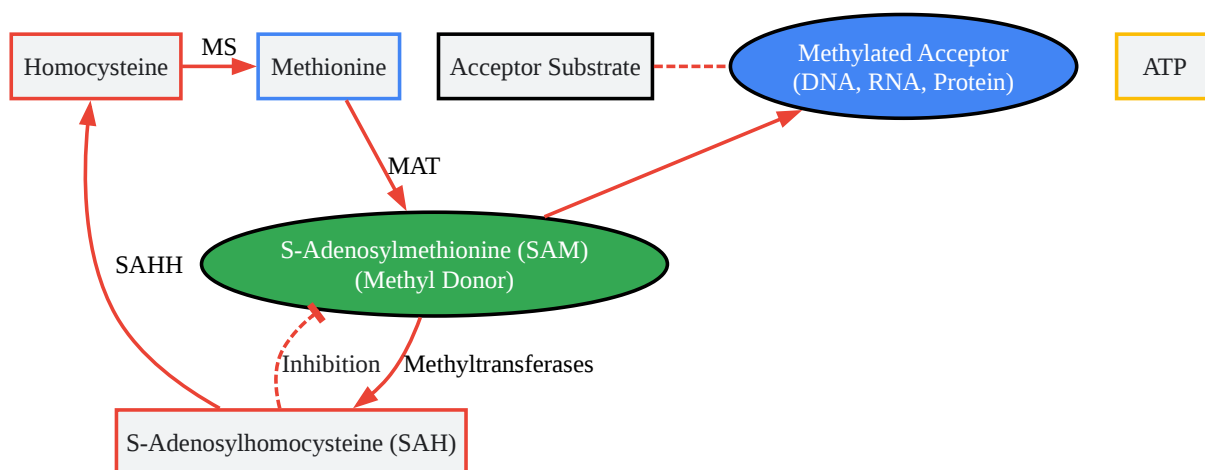 MS
Homocysteine
Methionine
Acceptor Substrate
Methylated Acceptor
(DNA, RNA, Protein)
ATP
MAT
S-Adenosylmethionine (SAM)
(Methyl Donor)
SAHH
Inhibition
Methyltransferases
S-Adenosylhomocysteine (SAH)